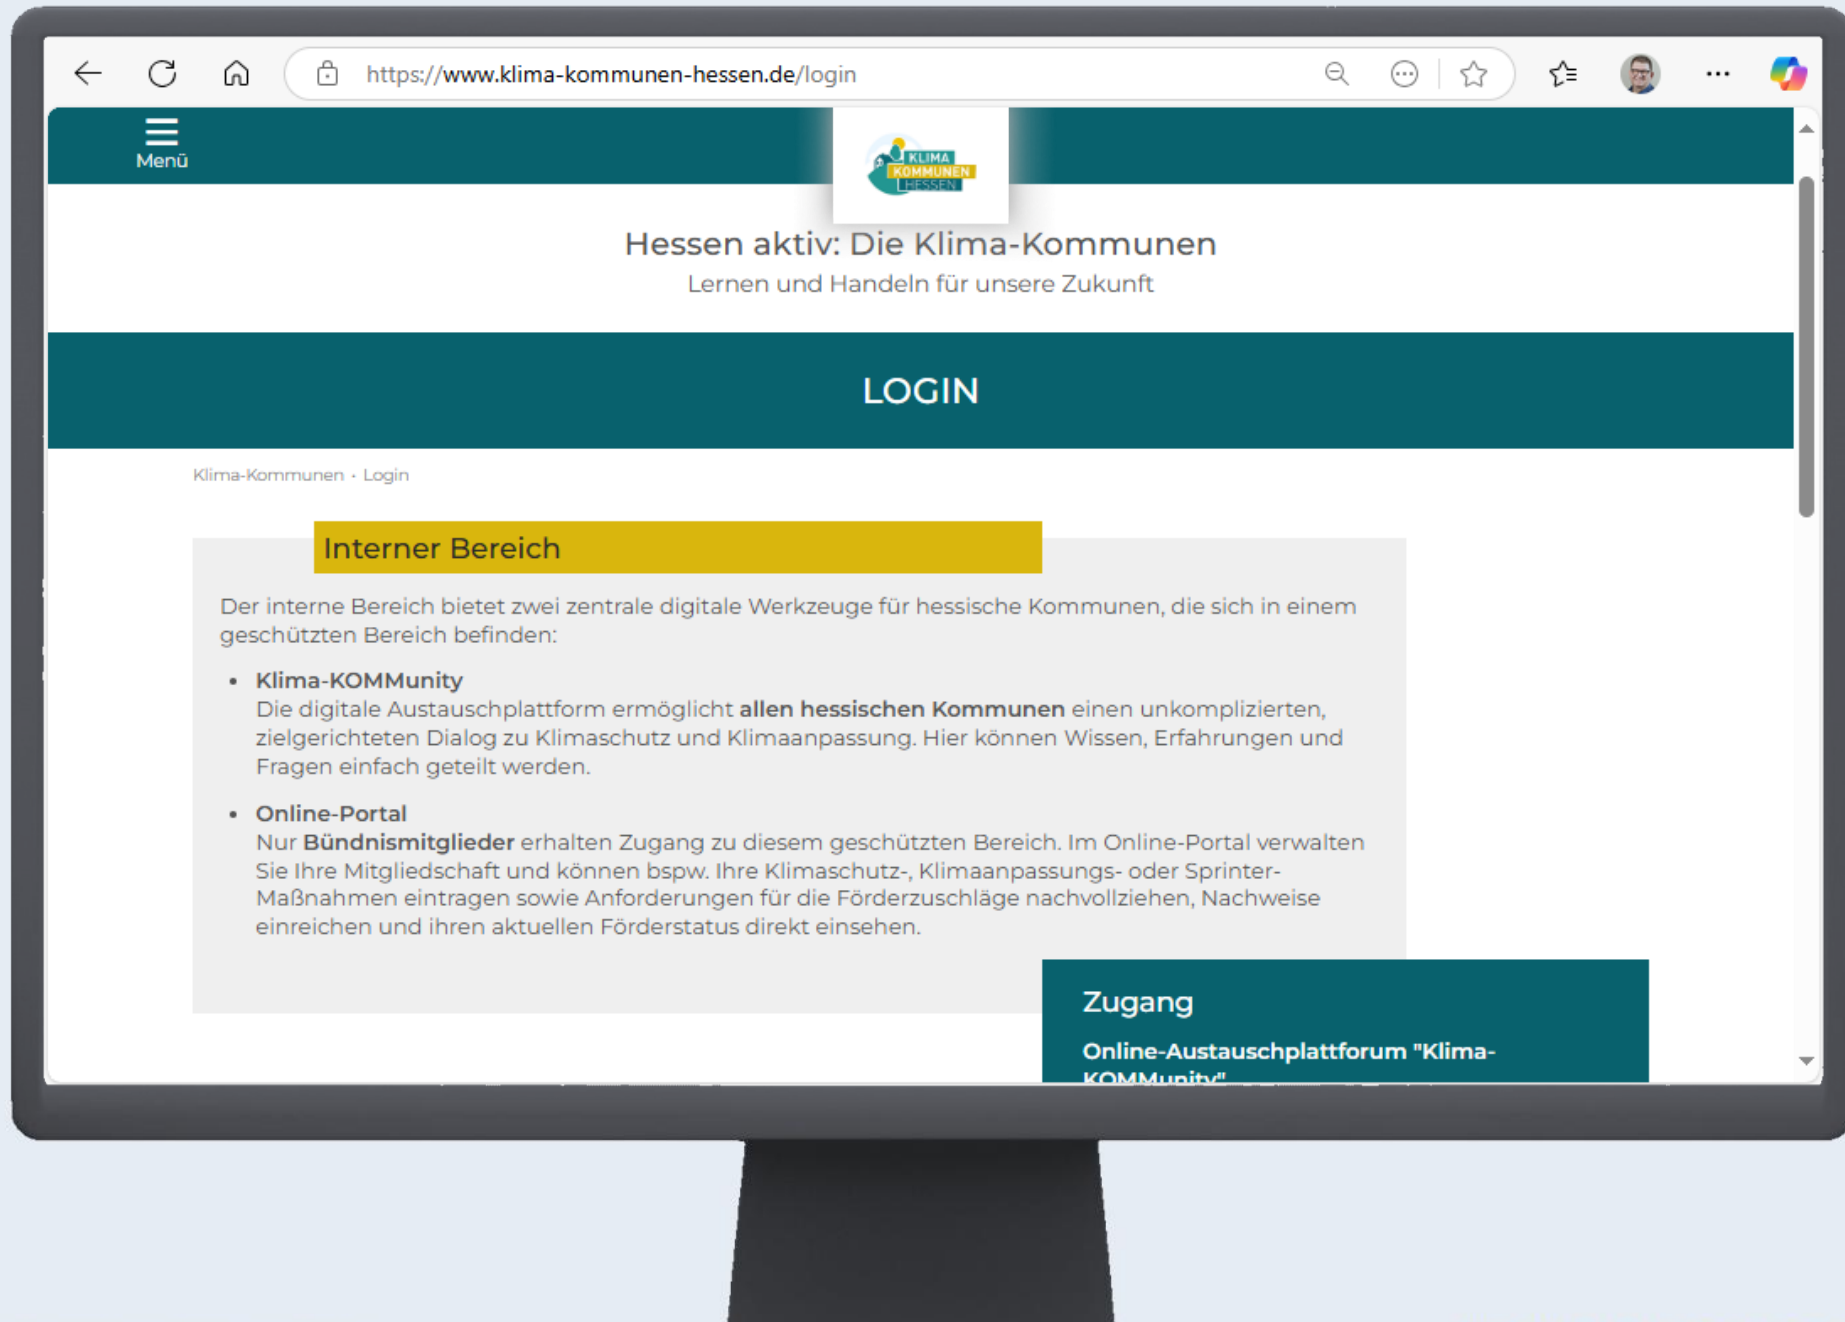 https://www.klima-kommunen-hessen.de/login
Menü
KLIMA
KOMMUNEN
HESSEN
Hessen aktiv: Die Klima-Kommunen
Lernen und Handeln für unsere Zukunft
LOGIN
Klima-Kommunen · Login
Interner Bereich
Der interne Bereich bietet zwei zentrale digitale Werkzeuge für hessische Kommunen, die sich in einem
geschützten Bereich befinden:
• Klima-KOMMunity
Die digitale Austauschplattform ermöglicht allen hessischen Kommunen einen unkomplizierten,
zielgerichteten Dialog zu Klimaschutz und Klimaanpassung. Hier können Wissen, Erfahrungen und
Fragen einfach geteilt werden.
• Online-Portal
Nur Bündnismitglieder erhalten Zugang zu diesem geschützten Bereich. Im Online-Portal verwalten
Sie Ihre Mitgliedschaft und können bspw. Ihre Klimaschutz-, Klimaanpassungs- oder Sprinter-
Maßnahmen eintragen sowie Anforderungen für die Förderzuschläge nachvollziehen, Nachweise
einreichen und ihren aktuellen Förderstatus direkt einsehen.
Zugang
Online-Austauschplattforum "Klima-
KOMMunity"